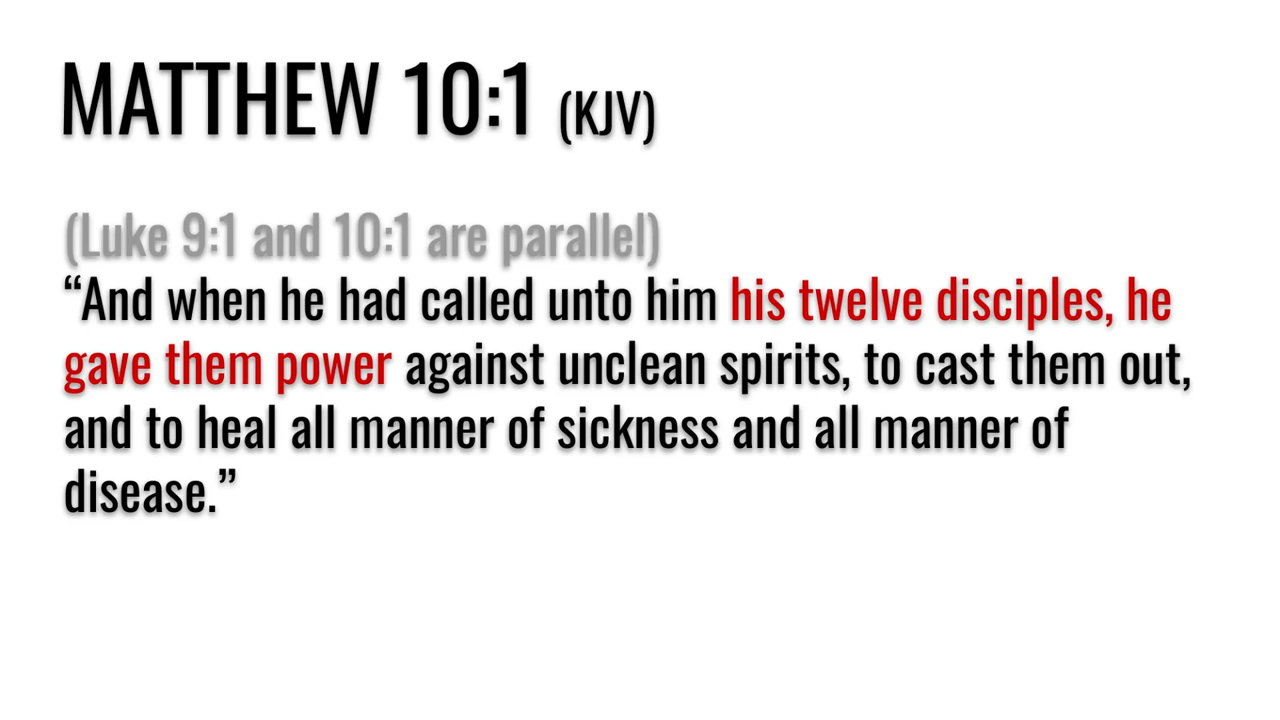 MATTHEW 10:1 (KJV)
(Luke 9:1 and 10:1 are parallel)
“And when he had called unto him his twelve disciples, he
gave them power against unclean spirits, to cast them out,
and to heal all manner of sickness and all manner of
disease.”